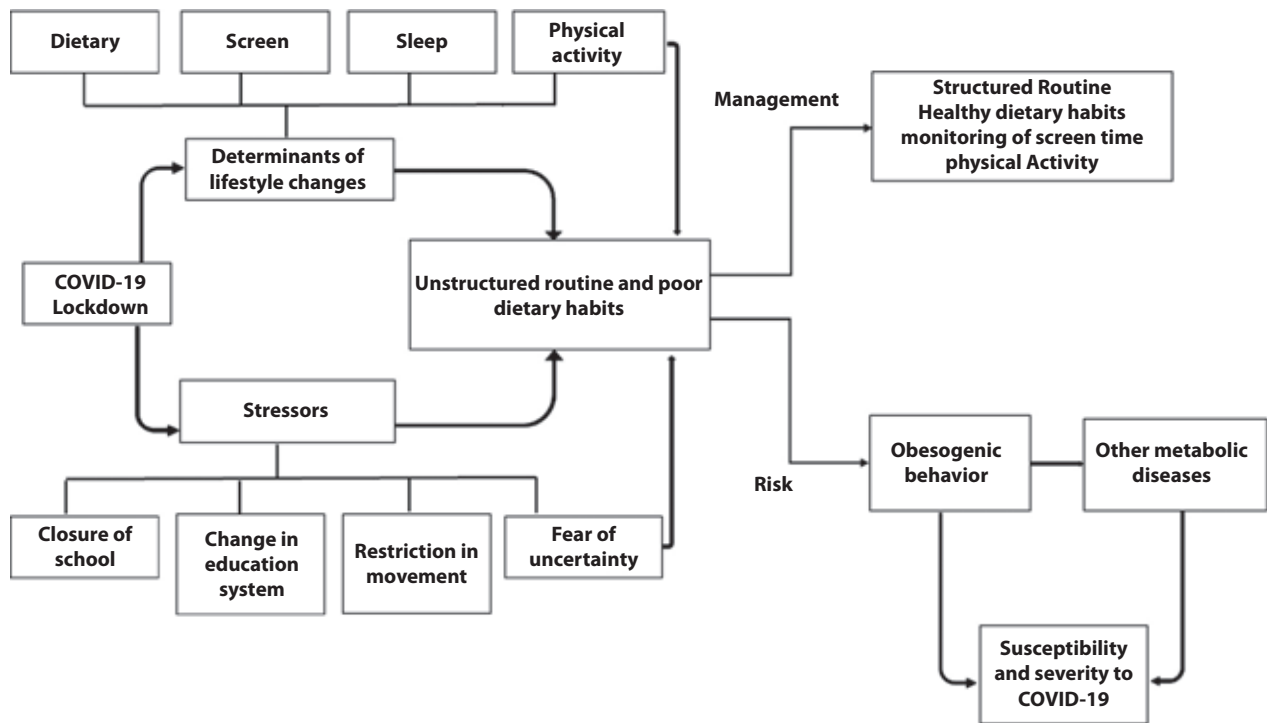 Dietary
Screen
Sleep
Physical
activity
Management
Structured Routine
Healthy dietary habits
monitoring of screen time
physical Activity
Determinants of
lifestyle changes
COVID-19
Lockdown
Unstructured routine and poor
dietary habits
Stressors
Risk
Obesogenic
behavior
Other metabolic
diseases
Closure of
school
Change in
education
system
Restriction in
movement
Fear of
uncertainty
Susceptibility
and severity to
COVID-19